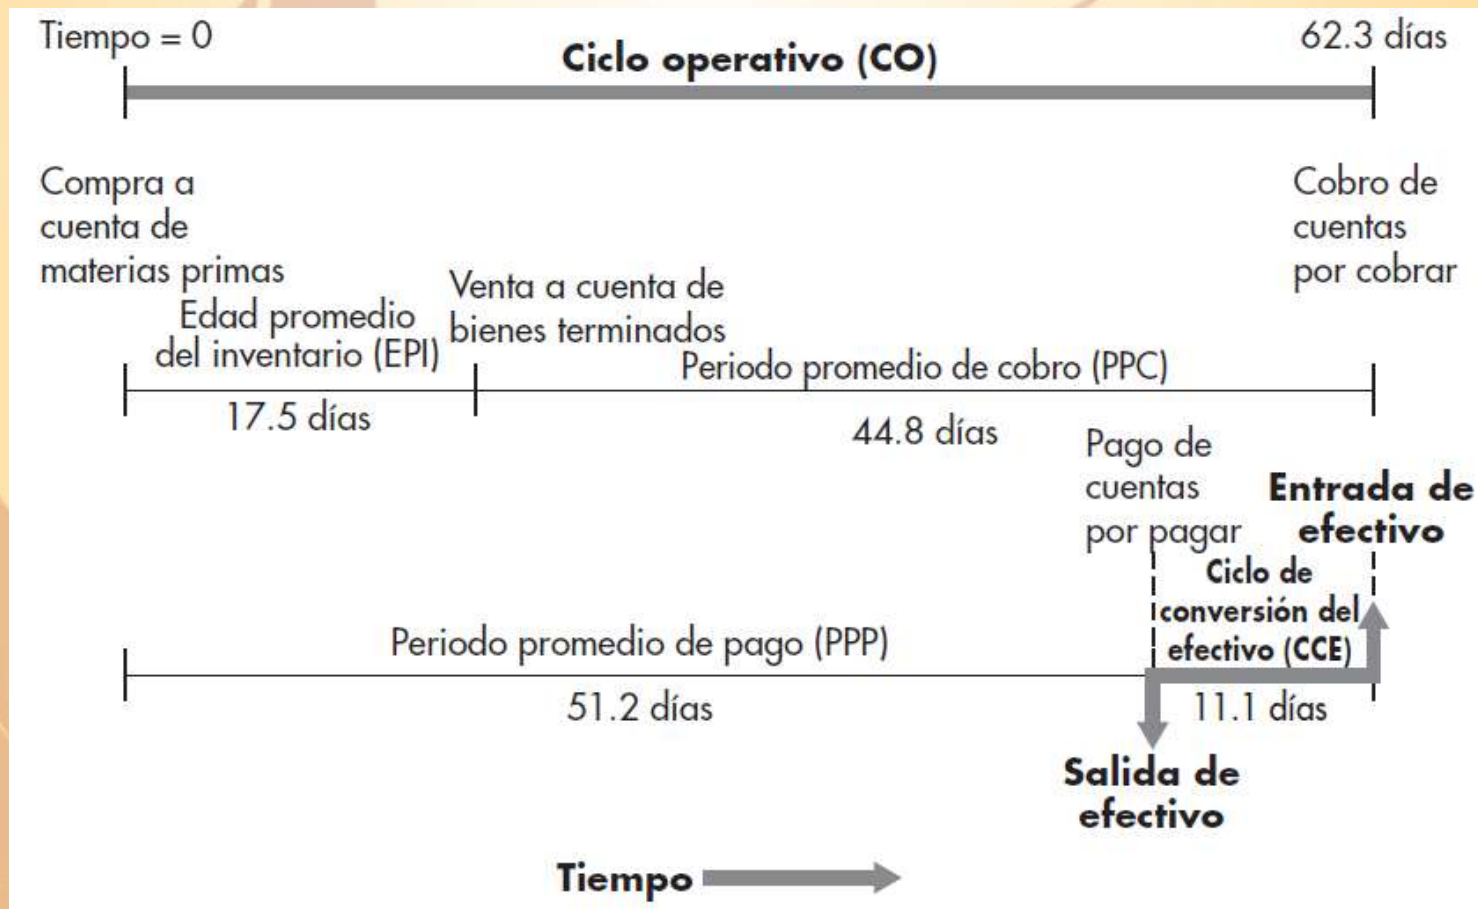 Tiempo = 0
62.3 días
Ciclo operativo (CO)
Compra a
cuenta de
materias primas
Cobro de
cuentas
por cobrar
Venta a cuenta de
bienes terminados
Edad promedio
del inventario (EPI)
Periodo promedio de cobro (PPC)
17.5 días
44.8 días
Pago de
cuentas
por pagar
Entrada de
efectivo
Ciclo de
conversión del
efectivo (CCE)
Periodo promedio de pago (PPP)
51.2 días
11.1 días
Salida de
efectivo
Tiempo